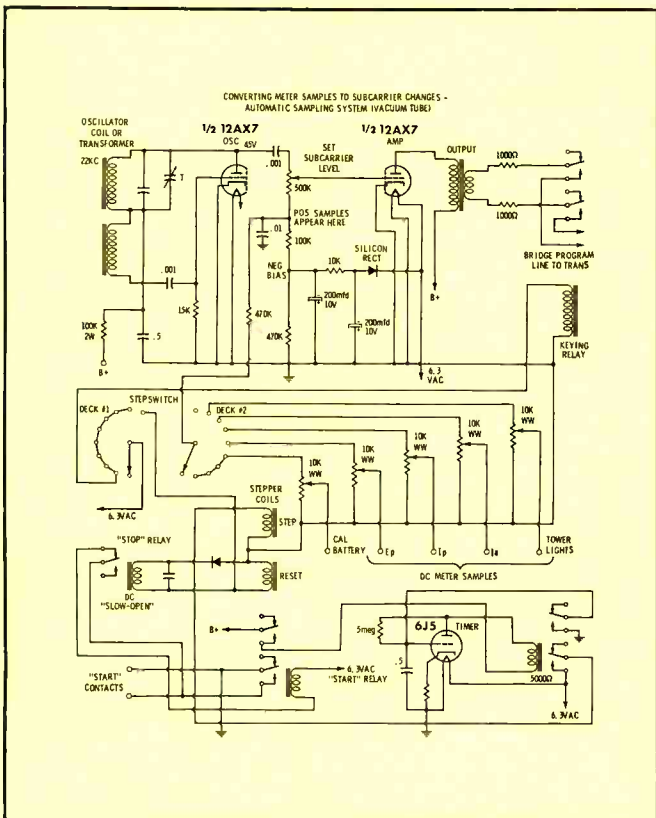 CONVERTING METER SAMPLES TO SUBCARRIER CHANGES -
AUTOMATIC SAMPLING SYSTEM (VACUUM TUBE)
OSCILLATOR
COIL OR
TRANSFORMER
22KC
T
1/2 12AX7
OSC
45V
.001
SET
SUBCARRIER
LEVEL
500K
1/2 12AX7
AMP
OUTPUT
1000Ω
1000Ω
BRIDGE PROGRAM
LINE TO TRANS
POS SAMPLES
APPEAR HERE
.01
100K
SILICON
RECT
NEG
BIAS
10K
B+
.001
15K
470K
200mfd
10V
200mfd
10V
100K
2W
.5
470K
KEYING
RELAY
B+
6.3
VAC
STEPSWITCH
DECK #1
DECK #2
10K
WW
10K
WW
10K
WW
10K
WW
10K
WW
6.3VAC
STEPPER
COILS
STEP
CAL
BATTERY
Ep
Ip
Ia
TOWER
LIGHTS
DC METER SAMPLES
"STOP" RELAY
DC
"SLOW-OPEN"
RESET
B+
5meg
6J5
TIMER
.5
5000Ω
"START"
CONTACTS
6.3VAC
"START" RELAY
6.3VAC